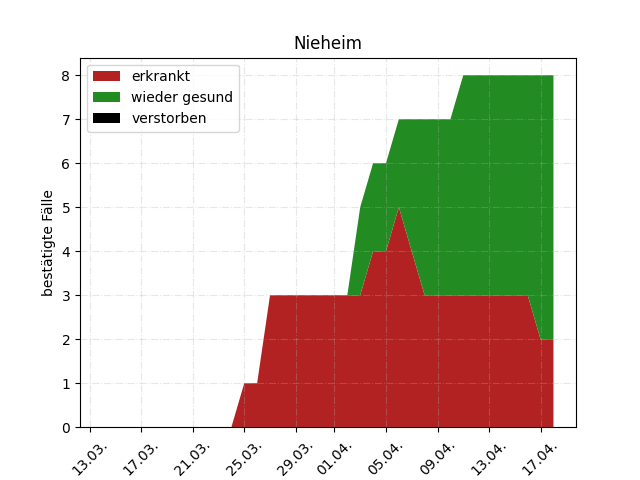 Nieheim
erkrankt
wieder gesund
verstorben
bestätigte Fälle
8
7
6
5
4
3
2
1
0
13.03. 17.03. 21.03. 25.03. 29.03. 01.04. 05.04. 09.04. 13.04. 17.04.